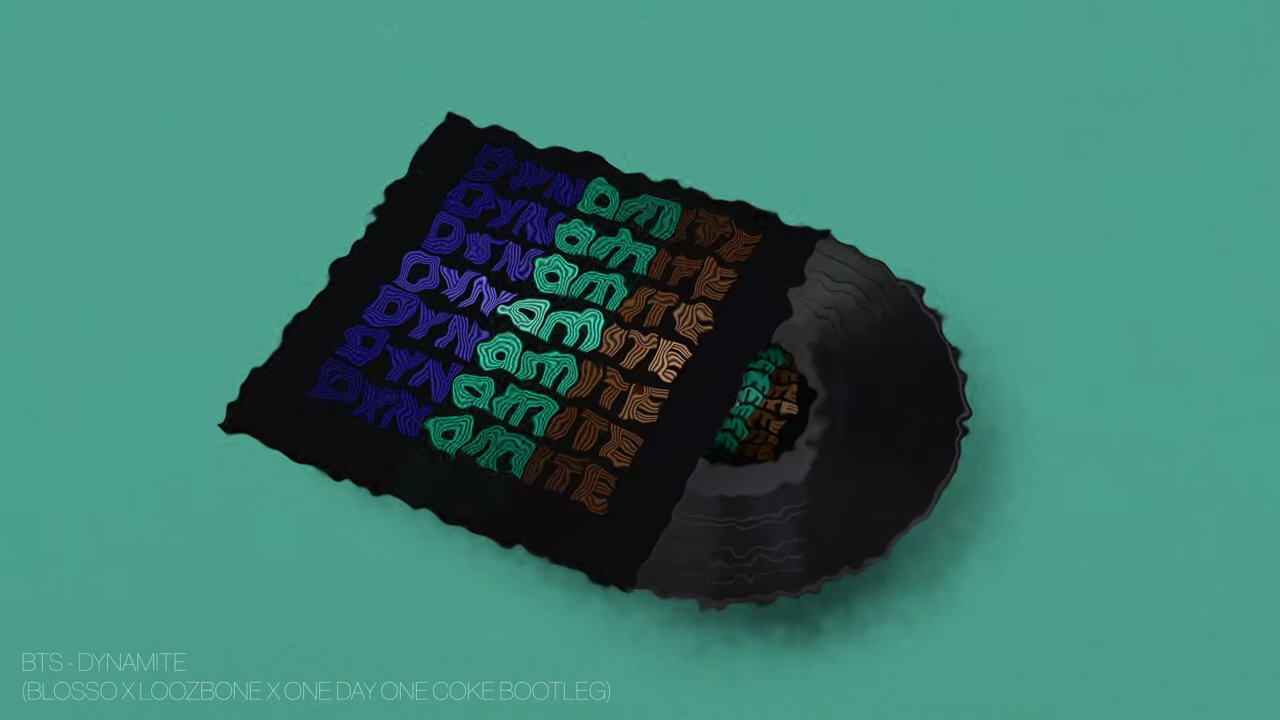 DYNAMITE
DYNAMITE
DYNAMITE
DYNAMITE
DYNAMITE
DYNAMITE
DYNAMITE
BTS - DYNAMITE
(BLOSSO X LOOZBONE X ONE DAY ONE COKE BOOTLEG)